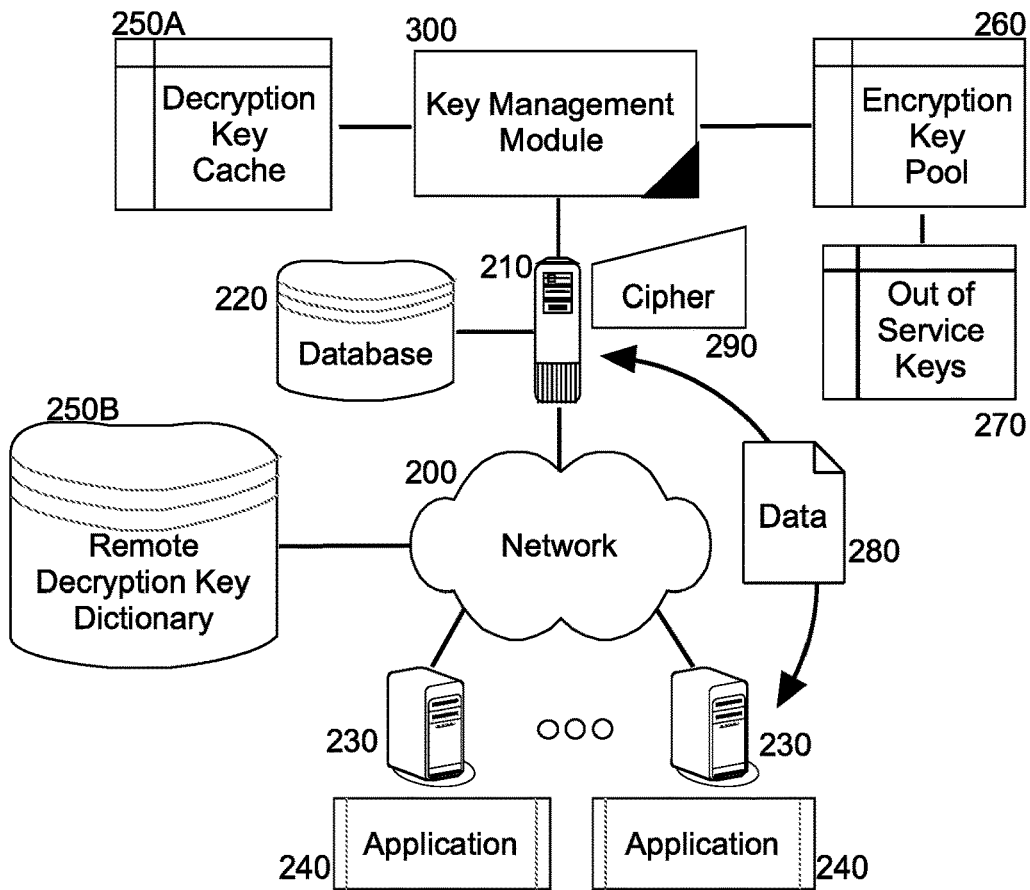 250A
300
260
Decryption
Key
Cache
Key Management
Module
Encryption
Key
Pool
210
220
Database
Cipher
290
Out of
Service
Keys
270
250B
Remote
Decryption Key
Dictionary
200
Network
Data
280
230
230
Application
240
Application
240